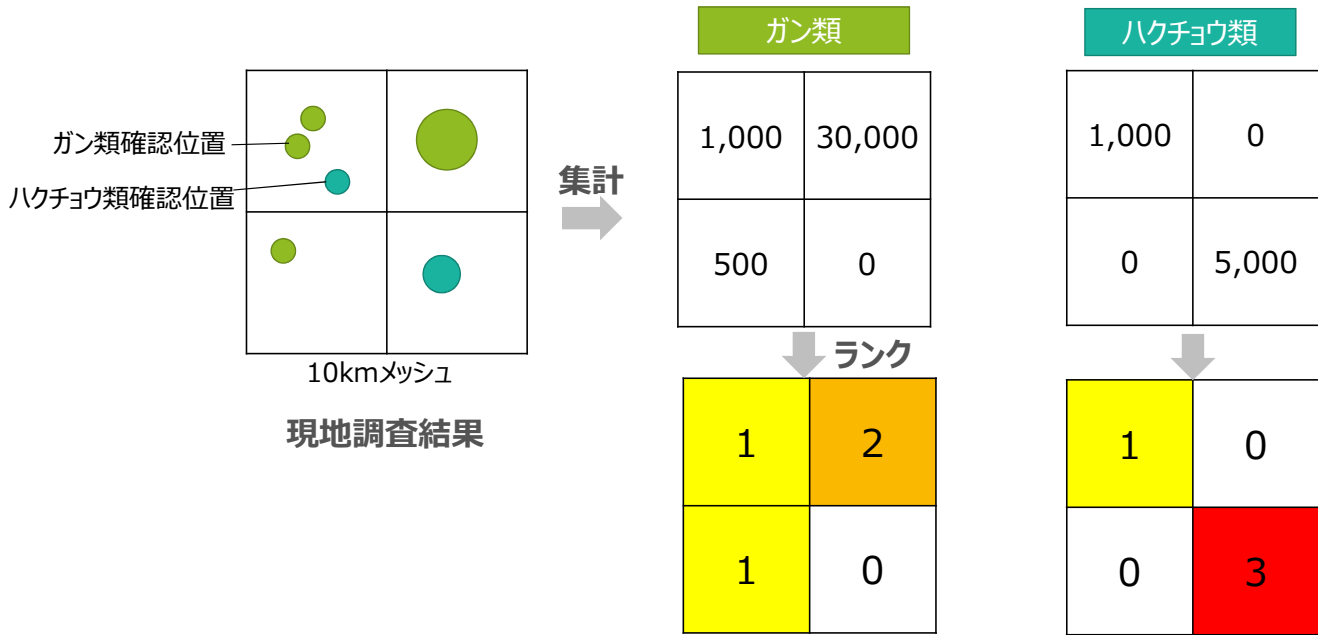 ガン類
ハクチョウ類
ガン類確認位置
ハクチョウ類確認位置
10kmメッシュ
現地調査結果
集計
1,000 30,000
500 0
1,000 0
0 5,000
ランク
1 2
1 0
1 0
0 3